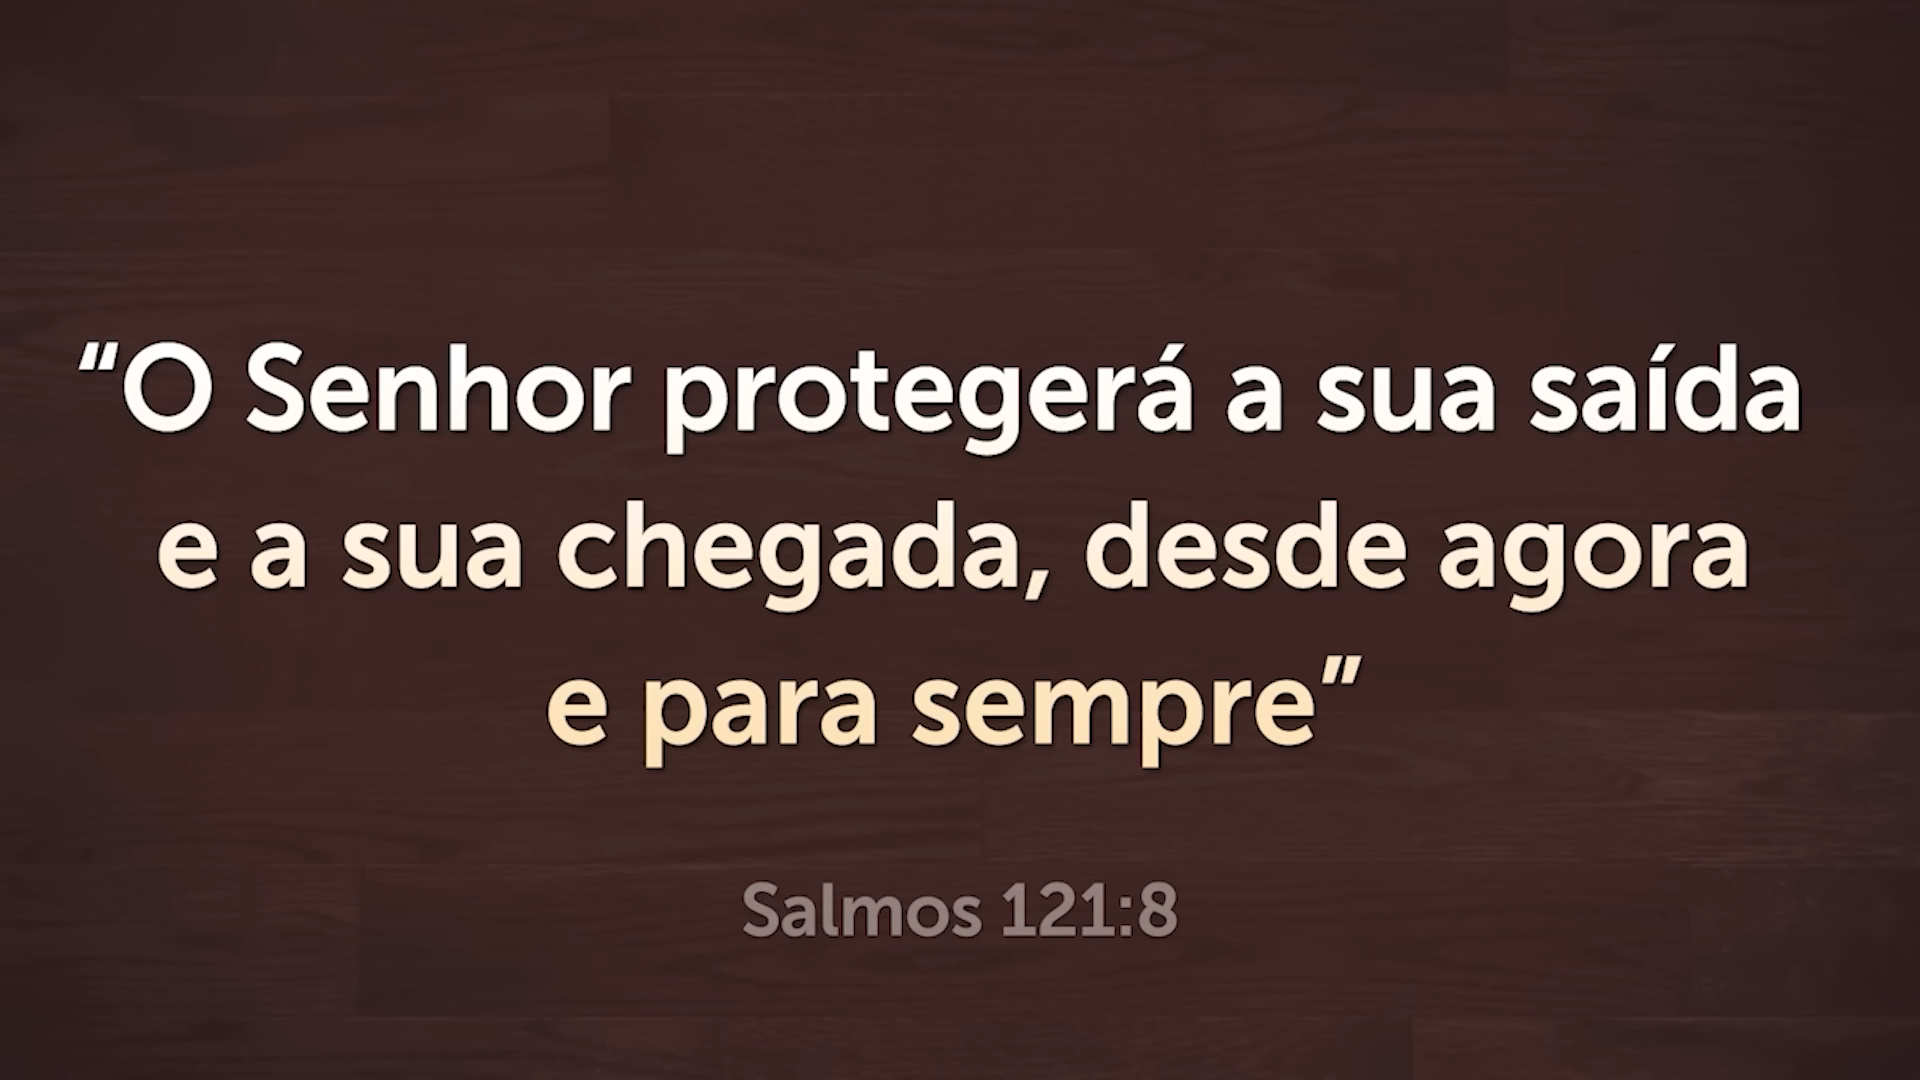 “O Senhor protegerá a sua saída
e a sua chegada, desde agora
e para sempre”
Salmos 121:8